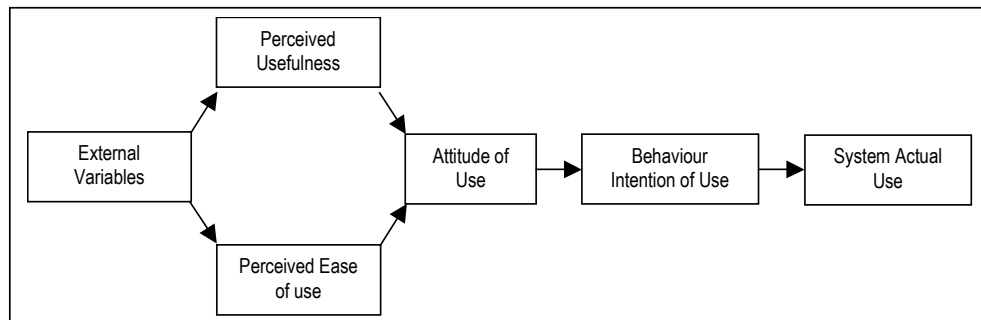 Perceived
Usefulness
External
Variables
Attitude of
Use
Behaviour
Intention of Use
System Actual
Use
Perceived Ease
of use